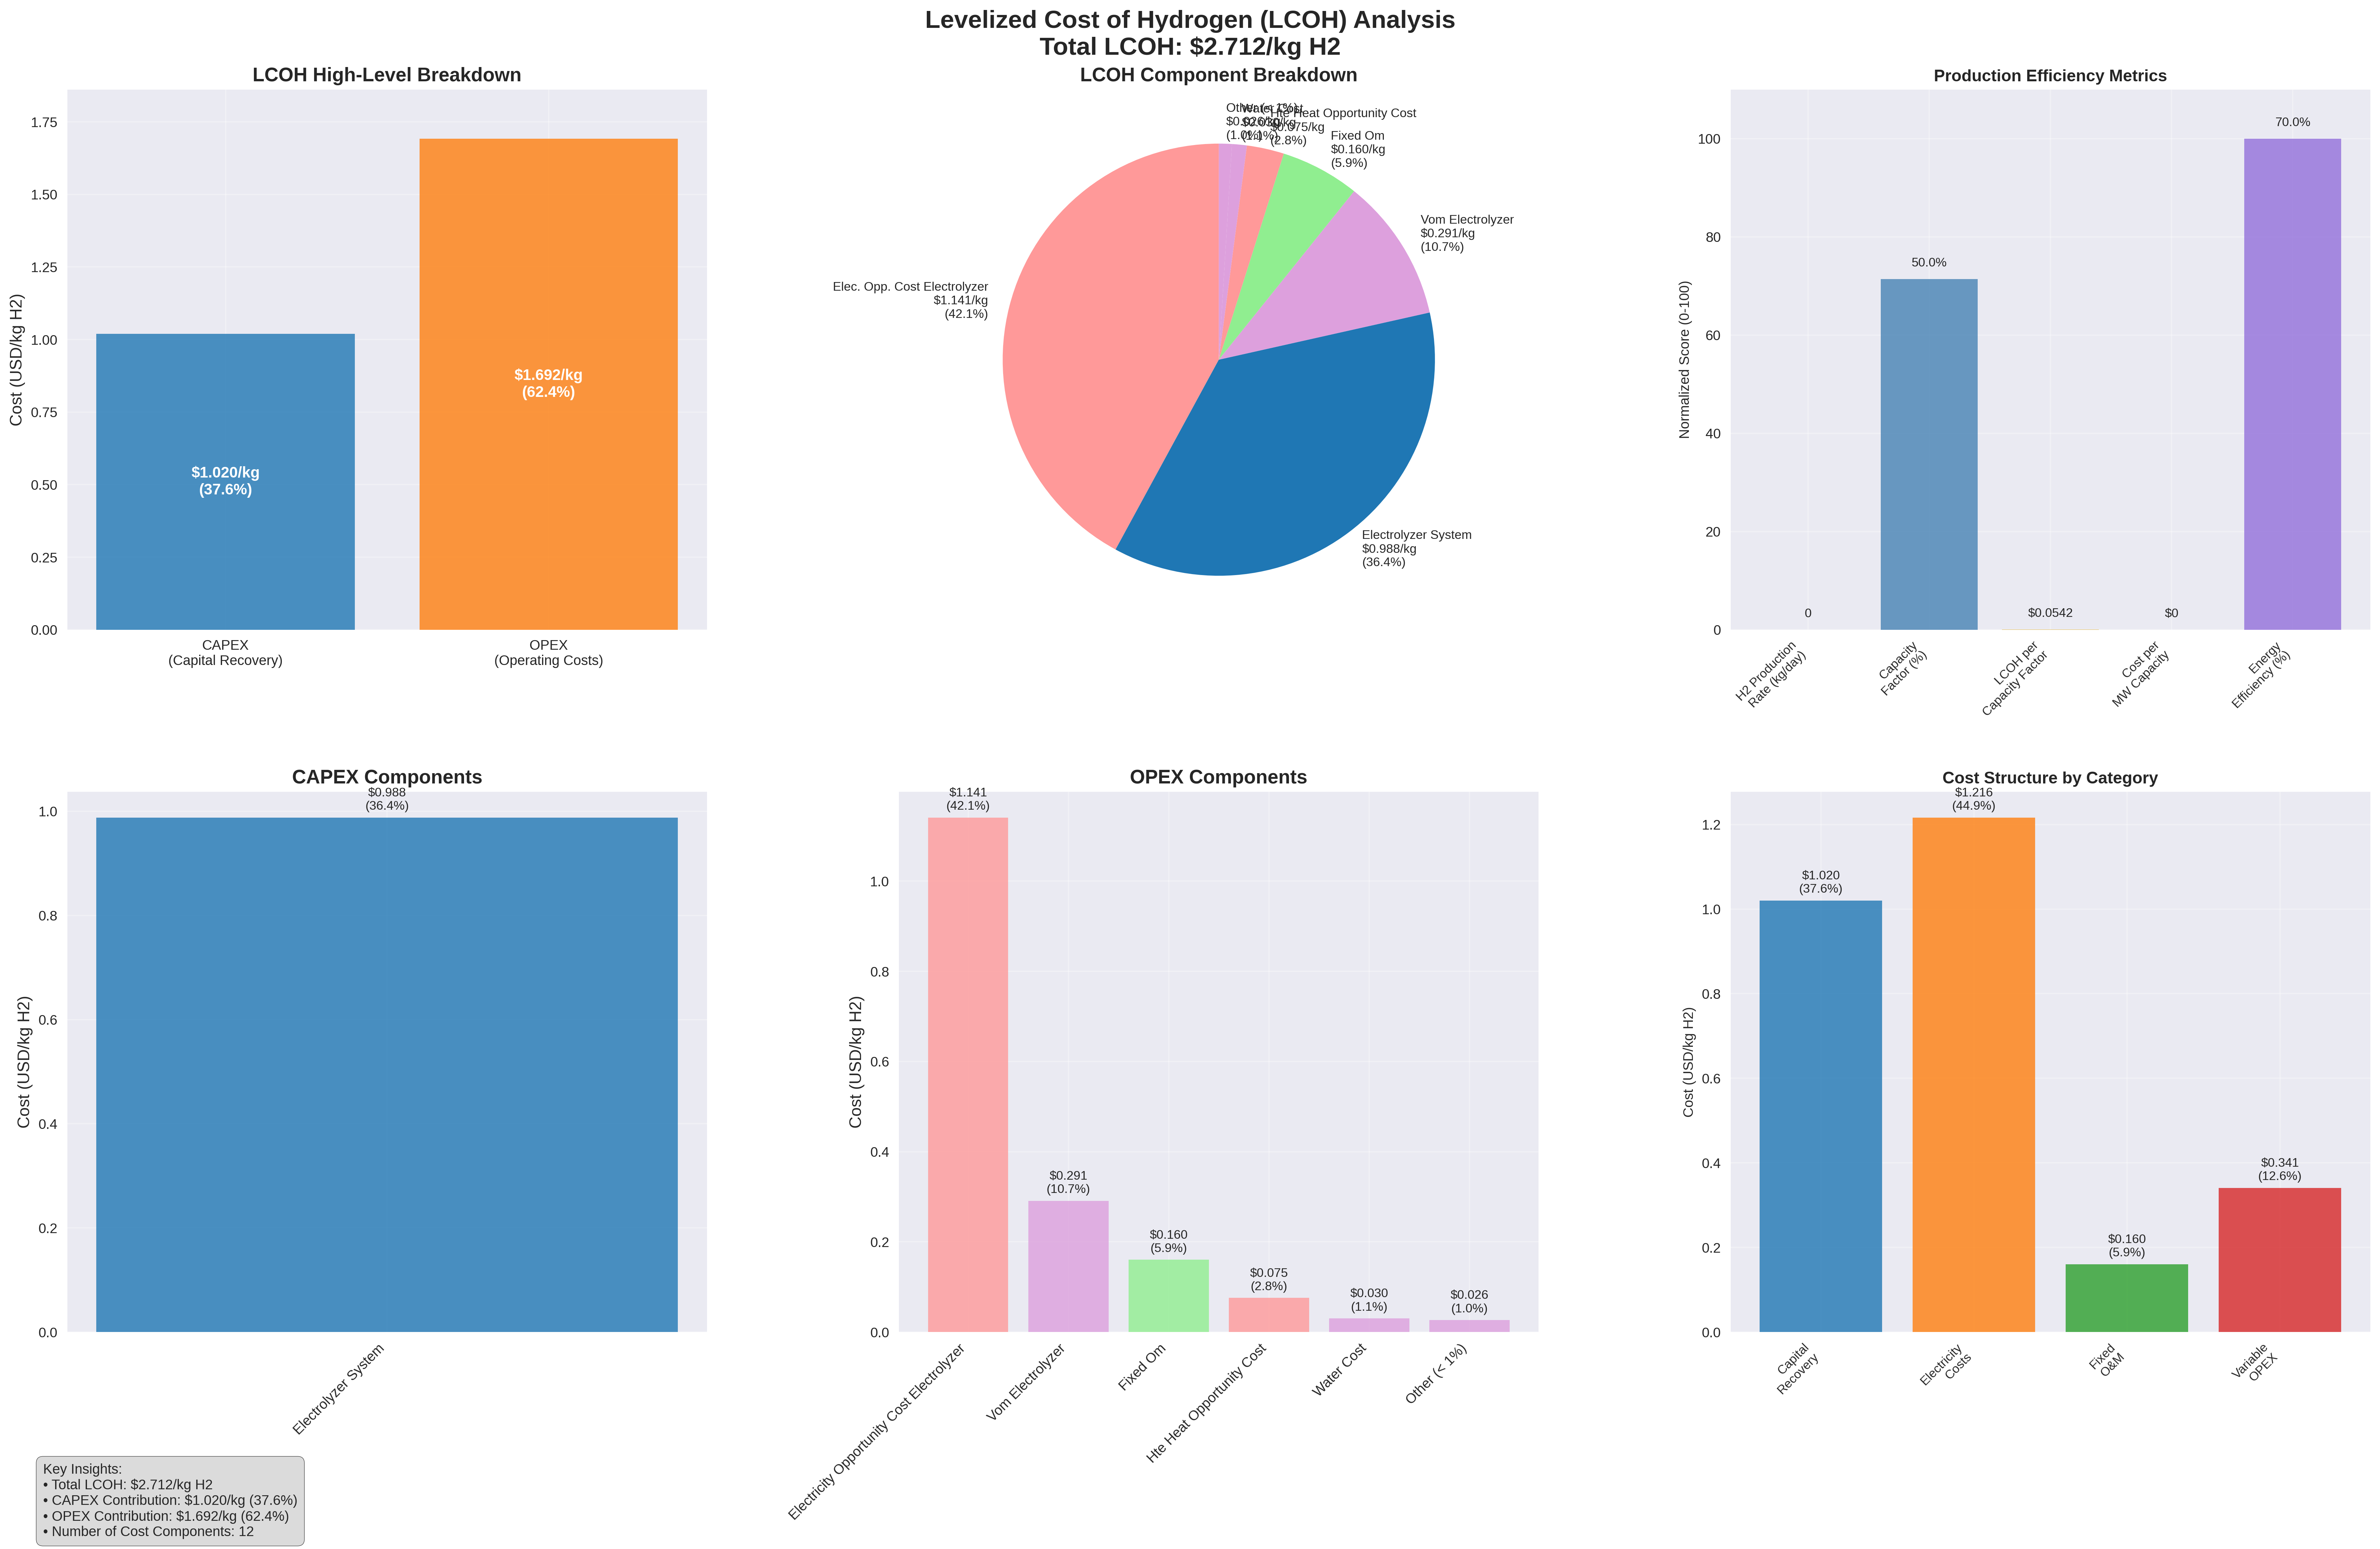 Levelized Cost of Hydrogen (LCOH) Analysis
Total LCOH: $2.712/kg H2
LCOH High-Level Breakdown
Cost (USD/kg H2)
1.75
1.50
1.25
1.00
0.75
0.50
0.25
0.00
$1.020/kg
(37.6%)
$1.692/kg
(62.4%)
CAPEX
(Capital Recovery)
OPEX
(Operating Costs)
LCOH Component Breakdown
Other (< 1%)
$0.026/kg
(1.0%)
Water Cost
$0.030/kg
(1.1%)
Hte Heat Opportunity Cost
$0.075/kg
(2.8%)
Fixed Om
$0.160/kg
(5.9%)
Vom Electrolyzer
$0.291/kg
(10.7%)
Elec. Opp. Cost Electrolyzer
$1.141/kg
(42.1%)
Electrolyzer System
$0.988/kg
(36.4%)
Production Efficiency Metrics
Normalized Score (0-100)
100
80
60
40
20
0
0
50.0%
$0.0542
$0
70.0%
H2 Production
Rate (kg/day)
Capacity
Factor (%)
LCOH per
Capacity Factor
Cost per
MW Capacity
Energy
Efficiency (%)
CAPEX Components
Cost (USD/kg H2)
1.0
0.8
0.6
0.4
0.2
0.0
$0.988
(36.4%)
Electrolyzer System
OPEX Components
Cost (USD/kg H2)
1.0
0.8
0.6
0.4
0.2
0.0
$1.141
(42.1%)
$0.291
(10.7%)
$0.160
(5.9%)
$0.075
(2.8%)
$0.030
(1.1%)
$0.026
(1.0%)
Electricity Opportunity Cost Electrolyzer
Vom Electrolyzer
Fixed Om
Hte Heat Opportunity Cost
Water Cost
Other (< 1%)
Cost Structure by Category
Cost (USD/kg H2)
1.2
1.0
0.8
0.6
0.4
0.2
0.0
$1.020
(37.6%)
$1.216
(44.9%)
$0.160
(5.9%)
$0.341
(12.6%)
Capital
Recovery
Electricity
Costs
Fixed
O&M
Variable
OPEX
Key Insights:
• Total LCOH: $2.712/kg H2
• CAPEX Contribution: $1.020/kg (37.6%)
• OPEX Contribution: $1.692/kg (62.4%)
• Number of Cost Components: 12